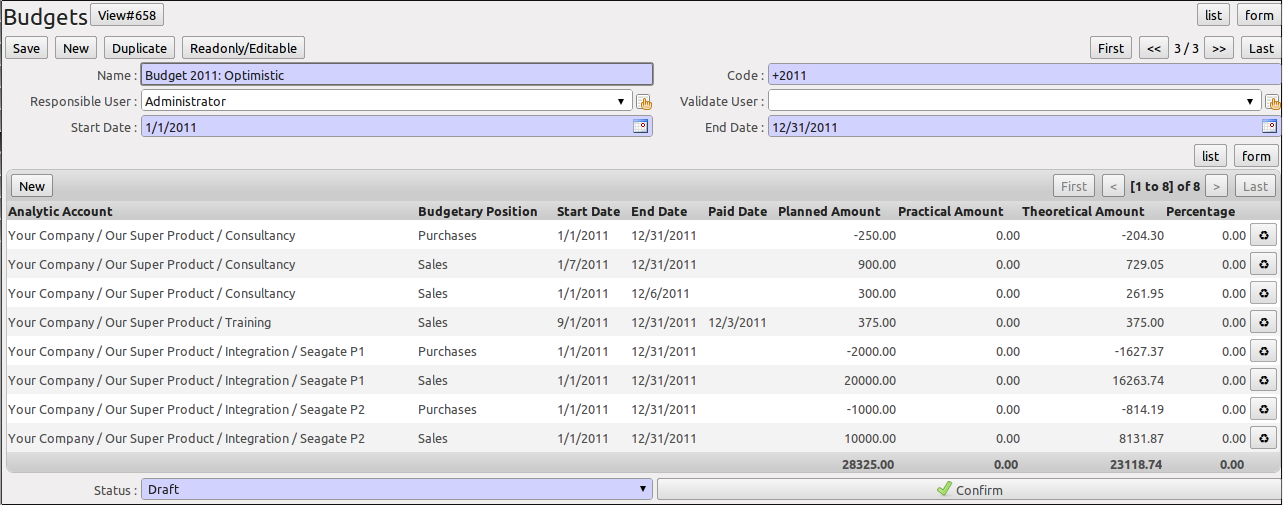 Budgets View#658 list form
Save New Duplicate Readonly/Editable First << 3 / 3 >> Last
Name : Budget 2011: Optimistic Code : +2011
Responsible User : Administrator Validate User :
Start Date : 1/1/2011 End Date : 12/31/2011
list form
New First < [1 to 8] of 8 > Last
Analytic Account Budgetary Position Start Date End Date Paid Date Planned Amount Practical Amount Theoretical Amount Percentage
Your Company / Our Super Product / Consultancy Purchases 1/1/2011 12/31/2011 -250.00 0.00 -204.30 0.00
Your Company / Our Super Product / Consultancy Sales 1/7/2011 12/31/2011 900.00 0.00 729.05 0.00
Your Company / Our Super Product / Consultancy Sales 1/1/2011 12/6/2011 300.00 0.00 261.95 0.00
Your Company / Our Super Product / Training Sales 9/1/2011 12/31/2011 12/3/2011 375.00 0.00 375.00 0.00
Your Company / Our Super Product / Integration / Seagate P1 Purchases 1/1/2011 12/31/2011 -2000.00 0.00 -1627.37 0.00
Your Company / Our Super Product / Integration / Seagate P1 Sales 1/1/2011 12/31/2011 20000.00 0.00 16263.74 0.00
Your Company / Our Super Product / Integration / Seagate P2 Purchases 1/1/2011 12/31/2011 -1000.00 0.00 -814.19 0.00
Your Company / Our Super Product / Integration / Seagate P2 Sales 1/1/2011 12/31/2011 10000.00 0.00 8131.87 0.00
28325.00 0.00 23118.74 0.00
Status : Draft Confirm